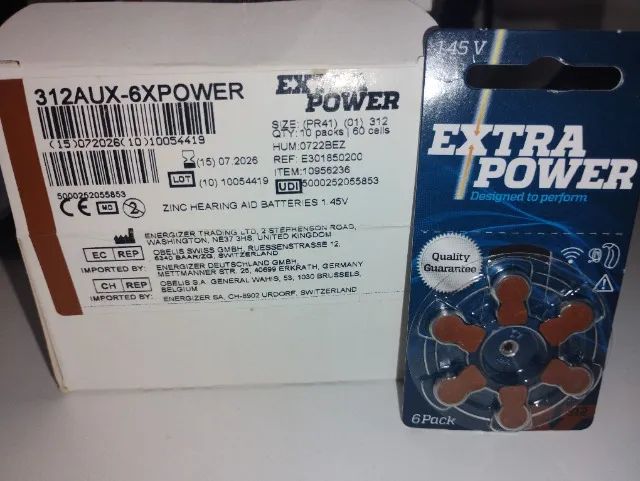 312AUX-6XPOWER
EXTRA
POWER
(15)072026(10)10054419
SIZE: (PR41) (01) 312
QTY: 10 packs | 60 cells
HUM:0722BEZ
(15) 07.2026
REF: E301850200
LOT (10) 10054419
ITEM:10956236
UDI 5000252055853
5000252055853
CE MD
ZINC HEARING AID BATTERIES 1.45V
ENERGIZER TRADING LTD, 2 STEPHENSON ROAD,
WASHINGTON, NE37 3HS, UNITED KINGDOM
EC REP
OBELIS SWISS GMBH, RUESSENSTRASSE 12,
6340 BAAR/ZG, SWITZERLAND
IMPORTED BY:
ENERGIZER DEUTSCHLAND GMBH,
METTMANNER STR. 25, 40699 ERKRATH, GERMANY
CH REP
OBELIS S.A. GENERAL WAHIS, 53, 1030 BRUSSELS,
BELGIUM
IMPORTED BY:
ENERGIZER SA, CH-8902 URDORF, SWITZERLAND
1.45 V
EXTRA
POWER
Designed to perform
Quality
Guarantee
6 Pack